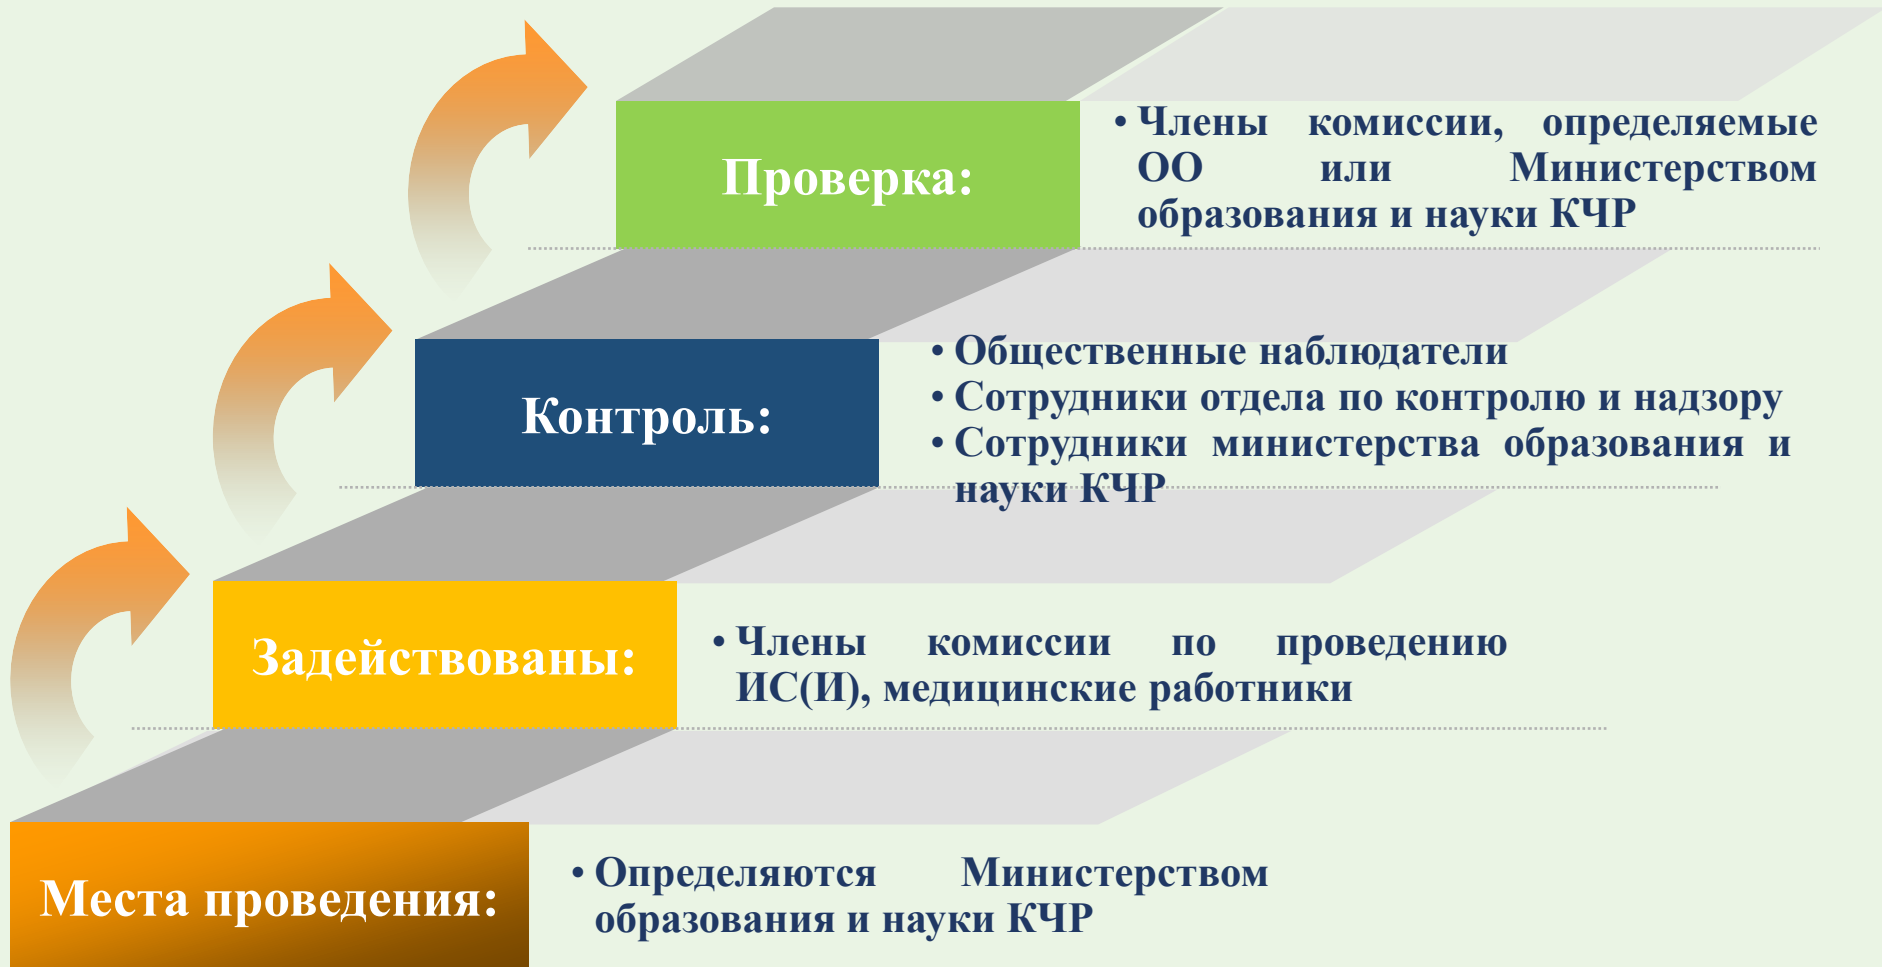 Проверка:
• Члены комиссии, определяемые
ОО или Министерством
образования и науки КЧР
Контроль:
• Общественные наблюдатели
• Сотрудники отдела по контролю и надзору
• Сотрудники министерства образования и
науки КЧР
Задействованы:
• Члены комиссии по проведению
ИС(И), медицинские работники
Места проведения:
• Определяются Министерством
образования и науки КЧР